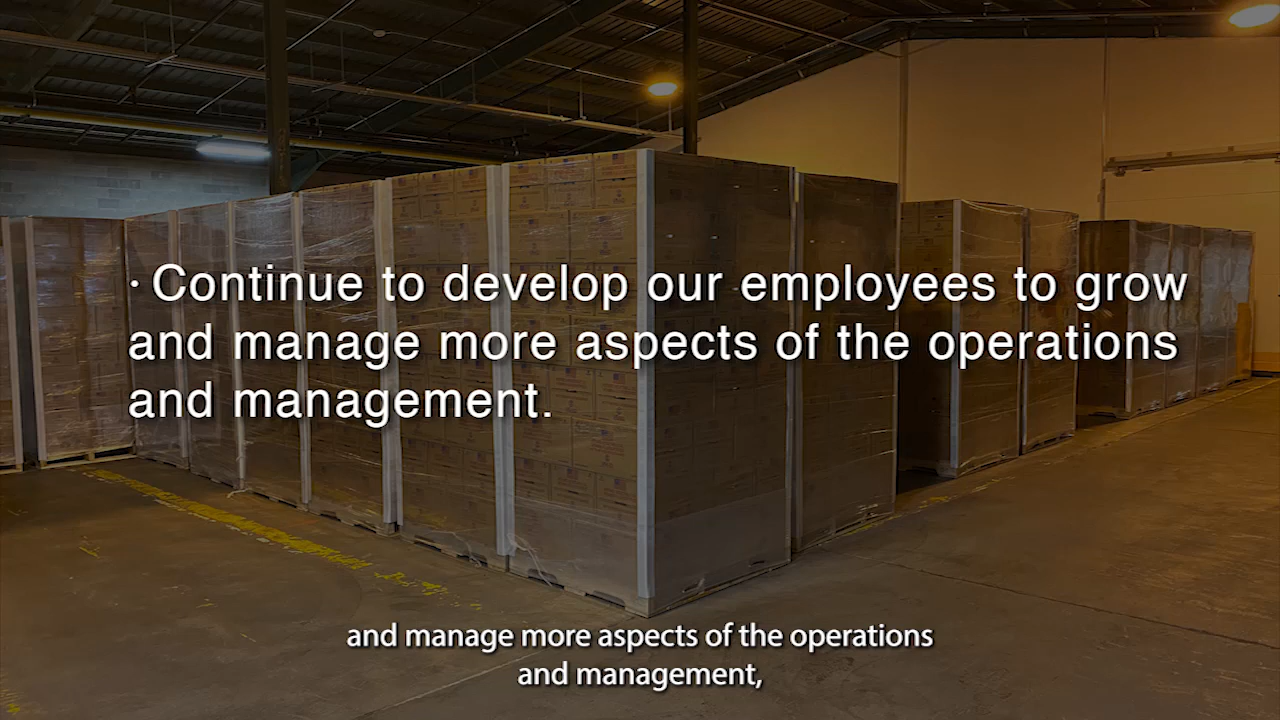 · Continue to develop our employees to grow
and manage more aspects of the operations
and management.
and manage more aspects of the operations
and management,